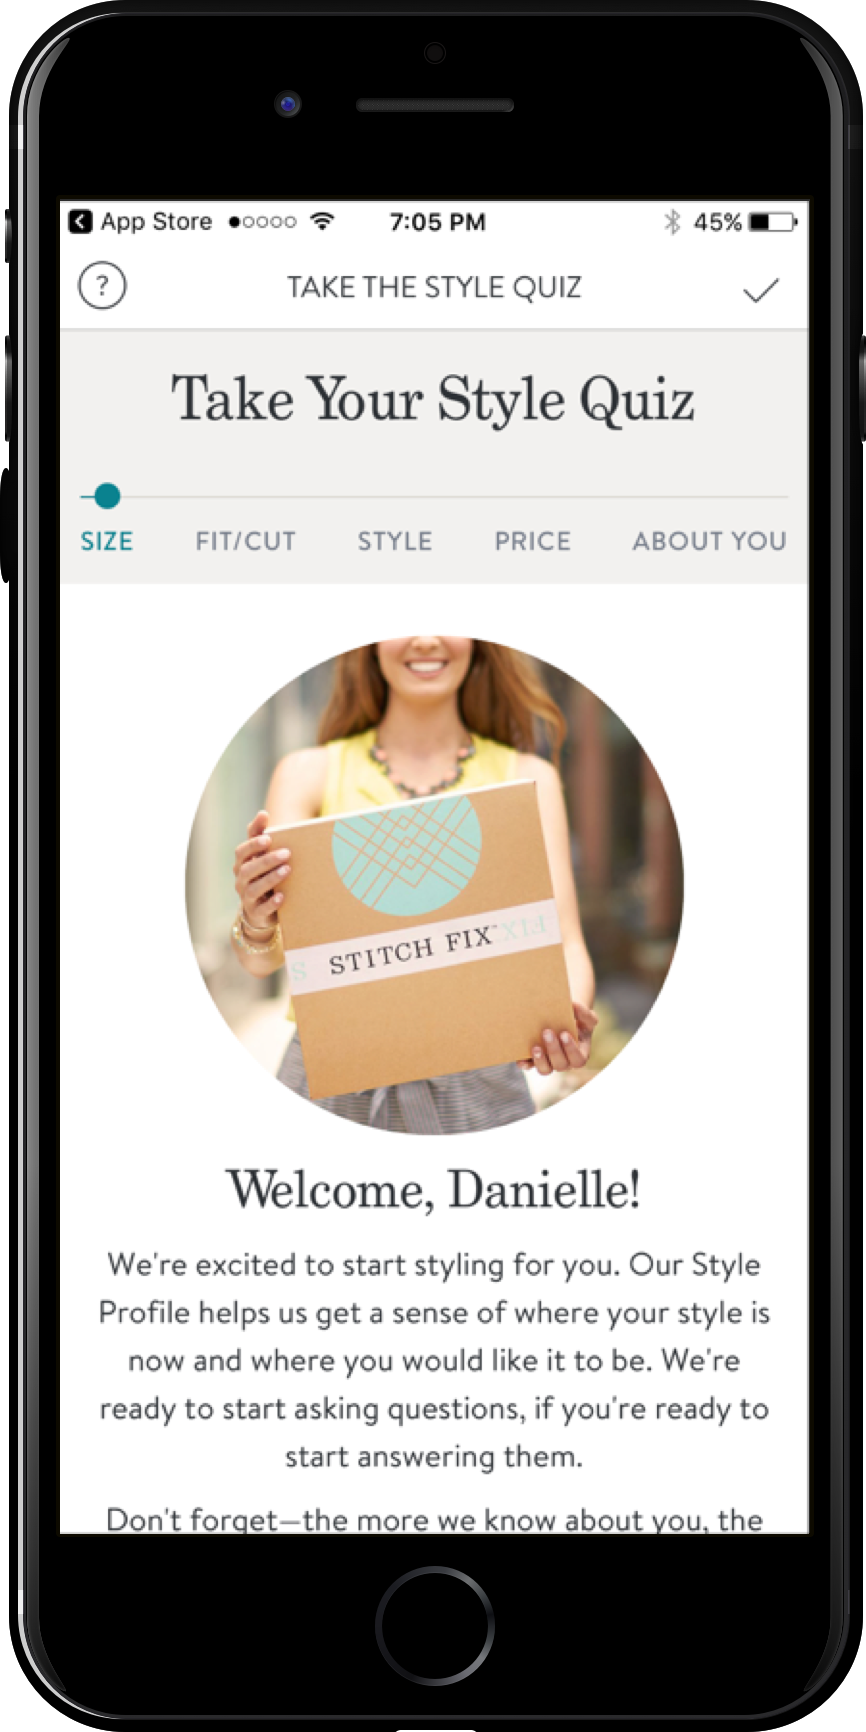 App Store 7:05 PM 45%
? TAKE THE STYLE QUIZ
Take Your Style Quiz
SIZE FIT/CUT STYLE PRICE ABOUT YOU
S STITCH FIX™ FIX
Welcome, Danielle!
We're excited to start styling for you. Our Style
Profile helps us get a sense of where your style is
now and where you would like it to be. We're
ready to start asking questions, if you're ready to
start answering them.
Don't forget—the more we know about you, the